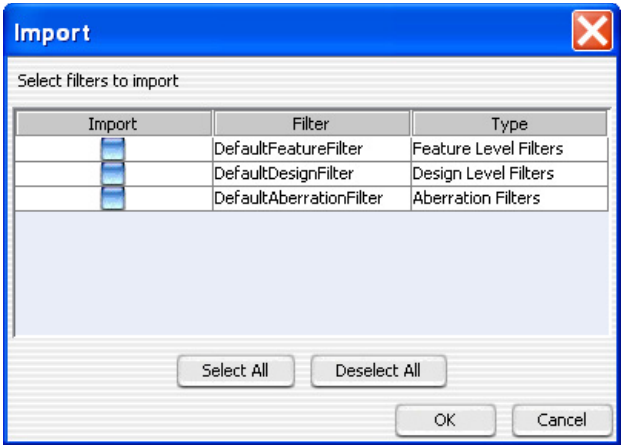 Import
Select filters to import
Import Filter Type
DefaultFeatureFilter Feature Level Filters
DefaultDesignFilter Design Level Filters
DefaultAberrationFilter Aberration Filters
Select All Deselect All
OK Cancel